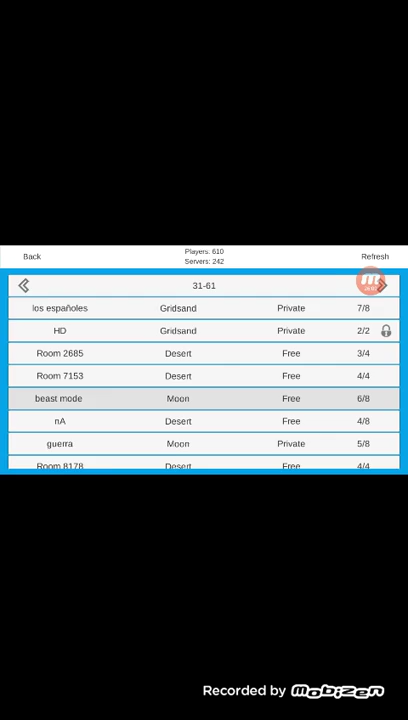 Back Players: 610 Refresh
Servers: 242
31-61
los españoles Gridsand Private 7/8
HD Gridsand Private 2/2
Room 2685 Desert Free 3/4
Room 7153 Desert Free 4/4
beast mode Moon Free 6/8
nA Desert Free 4/8
guerra Moon Private 5/8
Room 8178 Desert Free 4/4
Recorded by Mobizen